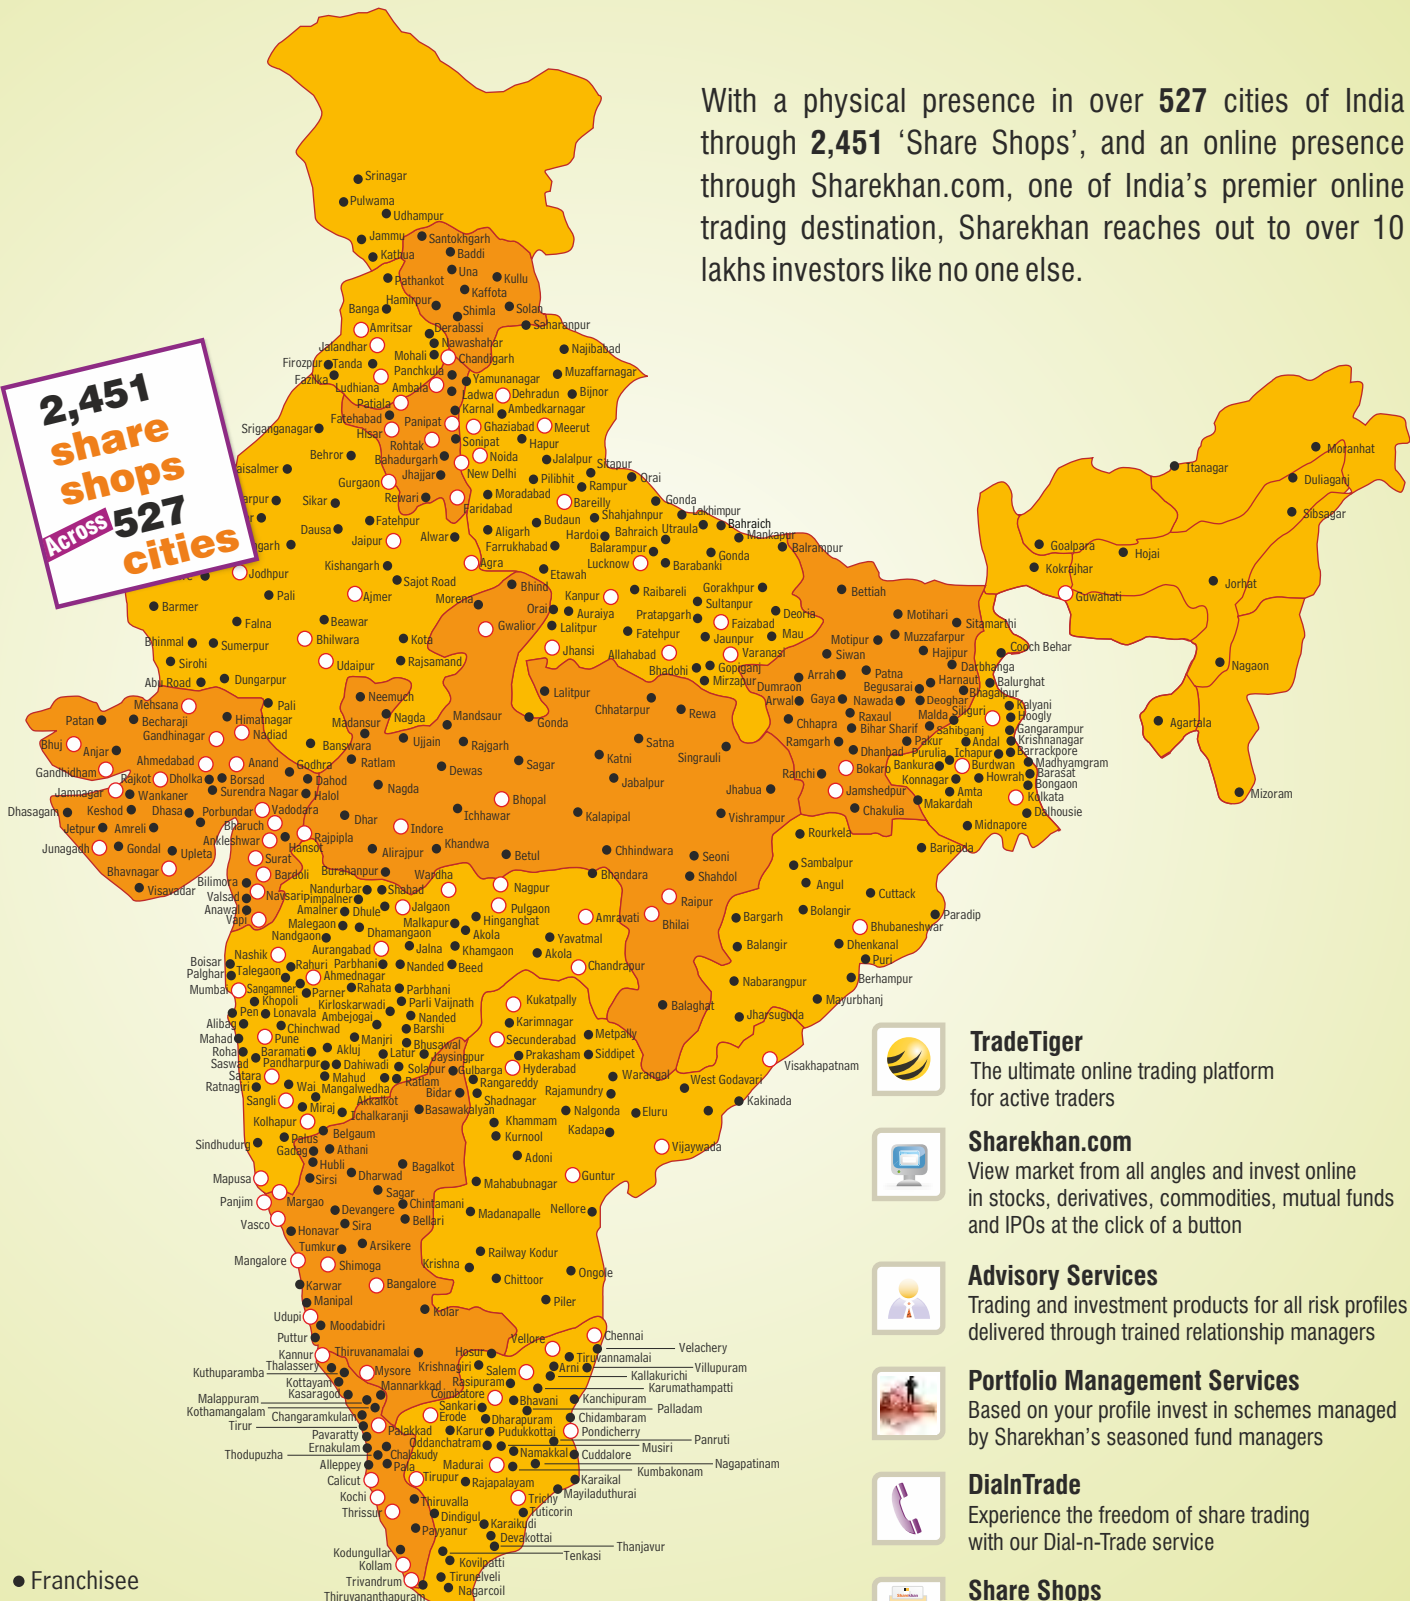 With a physical presence in over 527 cities of India
through 2,451 ‘Share Shops’, and an online presence
through Sharekhan.com, one of India’s premier online
trading destination, Sharekhan reaches out to over 10
lakhs investors like no one else.
2,451
share
shops
Across 527
cities
Srinagar
Pulwama
Udhampur
Jammu
Santokhgarh
Kathua
Baddi
Una
Pathankot
Kullu
Kaffota
Hamirpur
Banga
Shimla
Solan
Amritsar
Derabassi
Saharanpur
Jalandhar
Nawashahar
Najibabad
Firozpur
Tanda
Mohali
Chandigarh
Fazilka
Panchkula
Muzaffarnagar
Ludhiana
Ambala
Yamunanagar
Ladwa
Dehradun
Bijnor
Patiala
Karnal
Ambedkarnagar
Fatehabad
Panipat
Ghaziabad
Meerut
Sriganganagar
Hisar
Rohtak
Sonipat
Hapur
Behror
Bahadurgarh
Noida
Jalalpur
Sitapur
aisalmer
Jhajjar
New Delhi
Pilibhit
Orai
Gurgaon
Rampur
arpur
Sikar
Rewari
Faridabad
Moradabad
Bareilly
Gonda
Lakhimpur
Fatehpur
Budaun
Shahjahnpur
Bahraich
Dausa
Aligarh
Hardoi
Bahraich
Utraula
Mankapur
garh
Jaipur
Alwar
Farrukhabad
Balarampur
Gonda
Balrampur
Kishangarh
Agra
Lucknow
Barabanki
Jodhpur
Sajot Road
Etawah
Bhind
Pali
Ajmer
Morena
Kanpur
Raibareli
Gorakhpur
Bettiah
Barmer
Orai
Auraiya
Sultanpur
Pratapgarh
Deoria
Motihari
Falna
Beawar
Gwalior
Lalitpur
Fatehpur
Faizabad
Sitamarthi
Bhinmal
Sumerpur
Bhilwara
Kota
Jhansi
Jaunpur
Mau
Motipur
Muzzafarpur
Sirohi
Udaipur
Rajsamand
Allahabad
Varanasi
Siwan
Hajipur
Cooch Behar
Abu Road
Dungarpur
Bhadohi
Gopiganj
Mirzapur
Arrah
Patna
Darbhanga
Dumraon
Begusarai
Harnaut
Balurghat
Mehsana
Pali
Neemuch
Lalitpur
Arwal
Gaya
Nawada
Deoghar
Bhagalpur
Kalyani
Patan
Becharaji
Himatnagar
Madansur
Nagda
Mandsaur
Gonda
Chhatarpur
Rewa
Chhapra
Raxaul
Malda
Siliguri
Hoogly
Gandhinagar
Nadiad
Bihar Sharif
Sahibganj
Gangarampur
Bhuj
Anjar
Banswara
Ujjain
Rajgarh
Satna
Ramgarh
Pakur
Andal
Krishnanagar
Gandhidham
Ahmedabad
Anand
Godhra
Ratlam
Sagar
Katni
Singrauli
Dhanbad
Purulia
Ichapur
Barrackpore
Rajkot
Dholka
Borsad
Dahod
Dewas
Jabalpur
Ranchi
Bokaro
Bankura
Burdwan
Madhyamgram
Jamnagar
Wankaner
Surendra Nagar
Halol
Nagda
Bhopal
Jhabua
Jamshedpur
Konnagar
Howrah
Barasat
Bongaon
Dhasagam
Keshod
Dhasa
Porbundar
Vadodara
Dhar
Ichhawar
Kalapipal
Vishrampur
Chakulia
Makardah
Amta
Kolkata
Dalhousie
Jetpur
Amreli
Bharuch
Rajpipla
Indore
Rourkela
Midnapore
Junagadh
Gondal
Upleta
Ankleshwar
Hansot
Alirajpur
Khandwa
Betul
Chhindwara
Seoni
Baripada
Bhavnagar
Surat
Bardoli
Burahanpur
Wardha
Bhandara
Shahdol
Sambalpur
Visavadar
Bilimora
Nandurbar
Shahad
Nagpur
Angul
Cuttack
Valsad
Navsari
Pimpalner
Jalgaon
Pulgaon
Raipur
Anawal
Amalner
Dhule
Hinganghat
Amravati
Bargarh
Bolangir
Paradip
Vapi
Malegaon
Dhamangaon
Malkapur
Akola
Yavatmal
Bhilai
Bhubaneshwar
Nandgaon
Aurangabad
Jalna
Khamgaon
Akola
Balangir
Dhenkanal
Boisar
Nashik
Puri
Palghar
Talegaon
Rahuri
Parbhani
Nanded
Beed
Chandrapur
Berhampur
Mumbai
Sangamner
Ahmednagar
Nabarangpur
Khopoli
Parner
Rahata
Parbhani
Kukatpally
Balaghat
Mayurbhanj
Pen
Lonavala
Kirloskarwadi
Parli Vaijnath
Jharsuguda
Alibag
Chinchwad
Ambejogai
Nanded
Karimnagar
Mahad
Pune
Manjri
Barshi
Secunderabad
Metpally
Roha
Baramati
Akluj
Bhusawal
Prakasham
Siddipet
Visakhapatnam
Saswad
Pandharpur
Dahiwadi
Latur
Jaysingpur
Hyderabad
Satara
Mahud
Solapur
Gulbarga
Rangareddy
Warangal
West Godavari
Ratnagiri
Wai
Mangalwedha
Ratlam
Bidar
Shadnagar
Rajamundry
Kakinada
Sangli
Miraj
Akkalkot
Ichalkaranji
Basawakalyan
Nalgonda
Eluru
Kolhapur
Belgaum
Khammam
Kadapa
Sindhudurg
Palus
Gadag
Athani
Kurnool
Vijaywada
Hubli
Bagalkot
Adoni
Mapusa
Sirsi
Dharwad
Guntur
Panjim
Margao
Sagar
Mahabubnagar
Devangere
Chintamani
Madanapalle
Nellore
Vasco
Honavar
Sira
Bellari
Tumkur
Arsikere
Railway Kodur
Mangalore
Shimoga
Krishna
Chittoor
Ongole
Karwar
Bangalore
Manipal
Kolar
Piler
Udupi
Moodabidri
Puttur
Vellore
Chennai
Kannur
Thiruvanamalai
Hosur
Tiruvannamalai
Velachery
Thalassery
Krishnagiri
Salem
Arni
Villupuram
Kuthuparamba
Mysore
Rasipuram
Kallakurichi
Kottayam
Mannarkkad
Coimbatore
Karumathampatti
Kasaragod
Bhavani
Kanchipuram
Malappuram
Sankari
Palladam
Kothamangalam
Changaramkulam
Erode
Dharapuram
Chidambaram
Tirur
Palakkad
Karur
Pudukkottai
Pondicherry
Pavaratty
Panruti
Ernakulam
Oddanchatram
Musiri
Thodupuzha
Chalakudy
Namakkal
Cuddalore
Alleppey
Pala
Madurai
Nagapatinam
Kumbakonam
Calicut
Tirupur
Rajapalayam
Karaikal
Kochi
Thiruvalla
Trichy
Mayiladuthurai
Thrissur
Dindigul
Tuticorin
Payyanur
Karaikudi
Devakottai
Thanjavur
Kodungullar
Tenkasi
Kollam
Kovilpatti
Trivandrum
Tirunelveli
Thiruvananthapuram
Nagarcoil
Moranhat
Itanagar
Duliaganj
Sibsagar
Goalpara
Hojai
Kokrajhar
Jorhat
Guwahati
Nagaon
Agartala
Mizoram
TradeTiger
The ultimate online trading platform
for active traders
Sharekhan.com
View market from all angles and invest online
in stocks, derivatives, commodities, mutual funds
and IPOs at the click of a button
Advisory Services
Trading and investment products for all risk profiles
delivered through trained relationship managers
Portfolio Management Services
Based on your profile invest in schemes managed
by Sharekhan’s seasoned fund managers
DialnTrade
Experience the freedom of share trading
with our Dial-n-Trade service
Share Shops
Franchisee